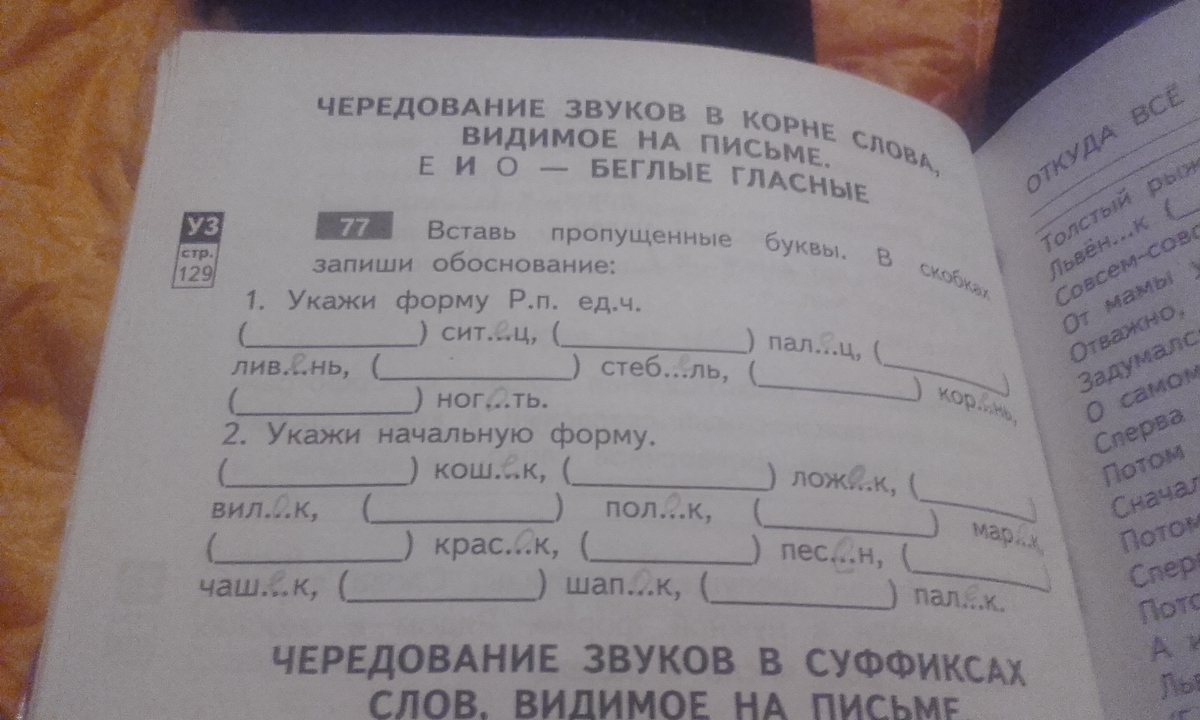 ЧЕРЕДОВАНИЕ ЗВУКОВ В КОРНЕ СЛОВА,
ВИДИМОЕ НА ПИСЬМЕ.
Е И О — БЕГЛЫЕ ГЛАСНЫЕ
УЗ
стр.
129
77 Вставь пропущенные буквы. В скобках
запиши обоснование:
1. Укажи форму Р.п. ед.ч.
(__________) сит.е.ц, (__________) пал.е.ц, (__________)
лив.е.нь, (__________) стеб.е.ль, (__________) кор.е.нь,
(__________) ног.о.ть.
2. Укажи начальную форму.
(__________) кош.е.к, (__________) лож.е.к, (__________)
вил.о.к, (__________) пол.о.к, (__________) мар.о.к,
(__________) крас.о.к, (__________) пес.е.н, (__________)
чаш.е.к, (__________) шап.о.к, (__________) пал.о.к.
ЧЕРЕДОВАНИЕ ЗВУКОВ В СУФФИКСАХ
СЛОВ, ВИДИМОЕ НА ПИСЬМЕ.
ОТКУДА ВСЁ
Толстый рыж
Львён...к (
Совсем-сово
От мамы
Отважно,
Задумалс
О самом
Сперва
Потом
Сначал
Потом
Сперв
Пото
А